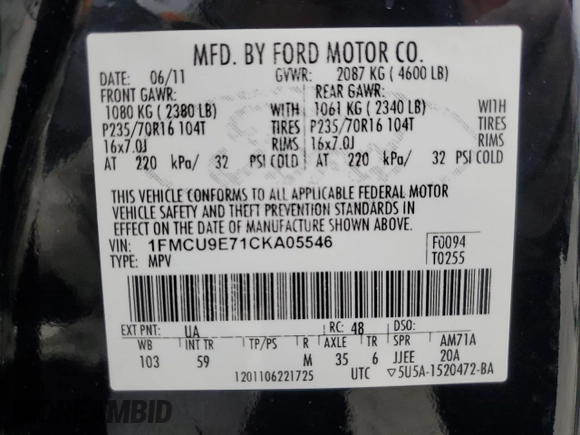 MFD. BY FORD MOTOR CO.
DATE: 06/11 GVWR: 2087 KG ( 4600 LB)
FRONT GAWR: REAR GAWR:
1080 KG ( 2380 LB) WITH 1061 KG ( 2340 LB) WITH
P235/70R16 104T TIRES P235/70R16 104T TIRES
16x7.0J RIMS 16x7.0J RIMS
AT 220 kPa/ 32 PSI COLD AT 220 kPa/ 32 PSI COLD
THIS VEHICLE CONFORMS TO ALL APPLICABLE FEDERAL MOTOR
VEHICLE SAFETY AND THEFT PREVENTION STANDARDS IN
EFFECT ON THE DATE OF MANUFACTURE SHOWN ABOVE.
VIN: 1FMCU9E71CKA05546 F0094
TYPE: MPV T0255
EXT PNT: UA RC: 48 DSO:
WB INT TR TP/PS R AXLE TR SPR AM71A
103 59 M 35 6 JJEE 20A
1201106221725 UTC ▽5U5A-1520472-BA